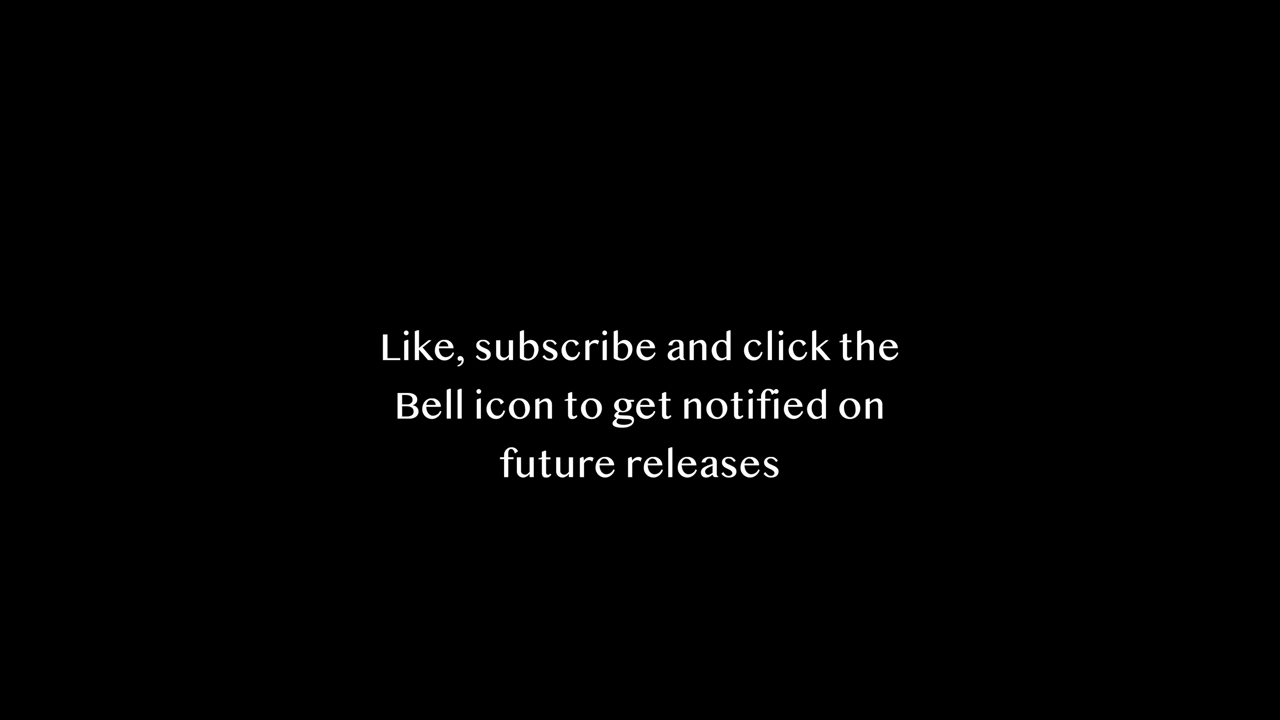 Like, subscribe and click the
Bell icon to get notified on
future releases